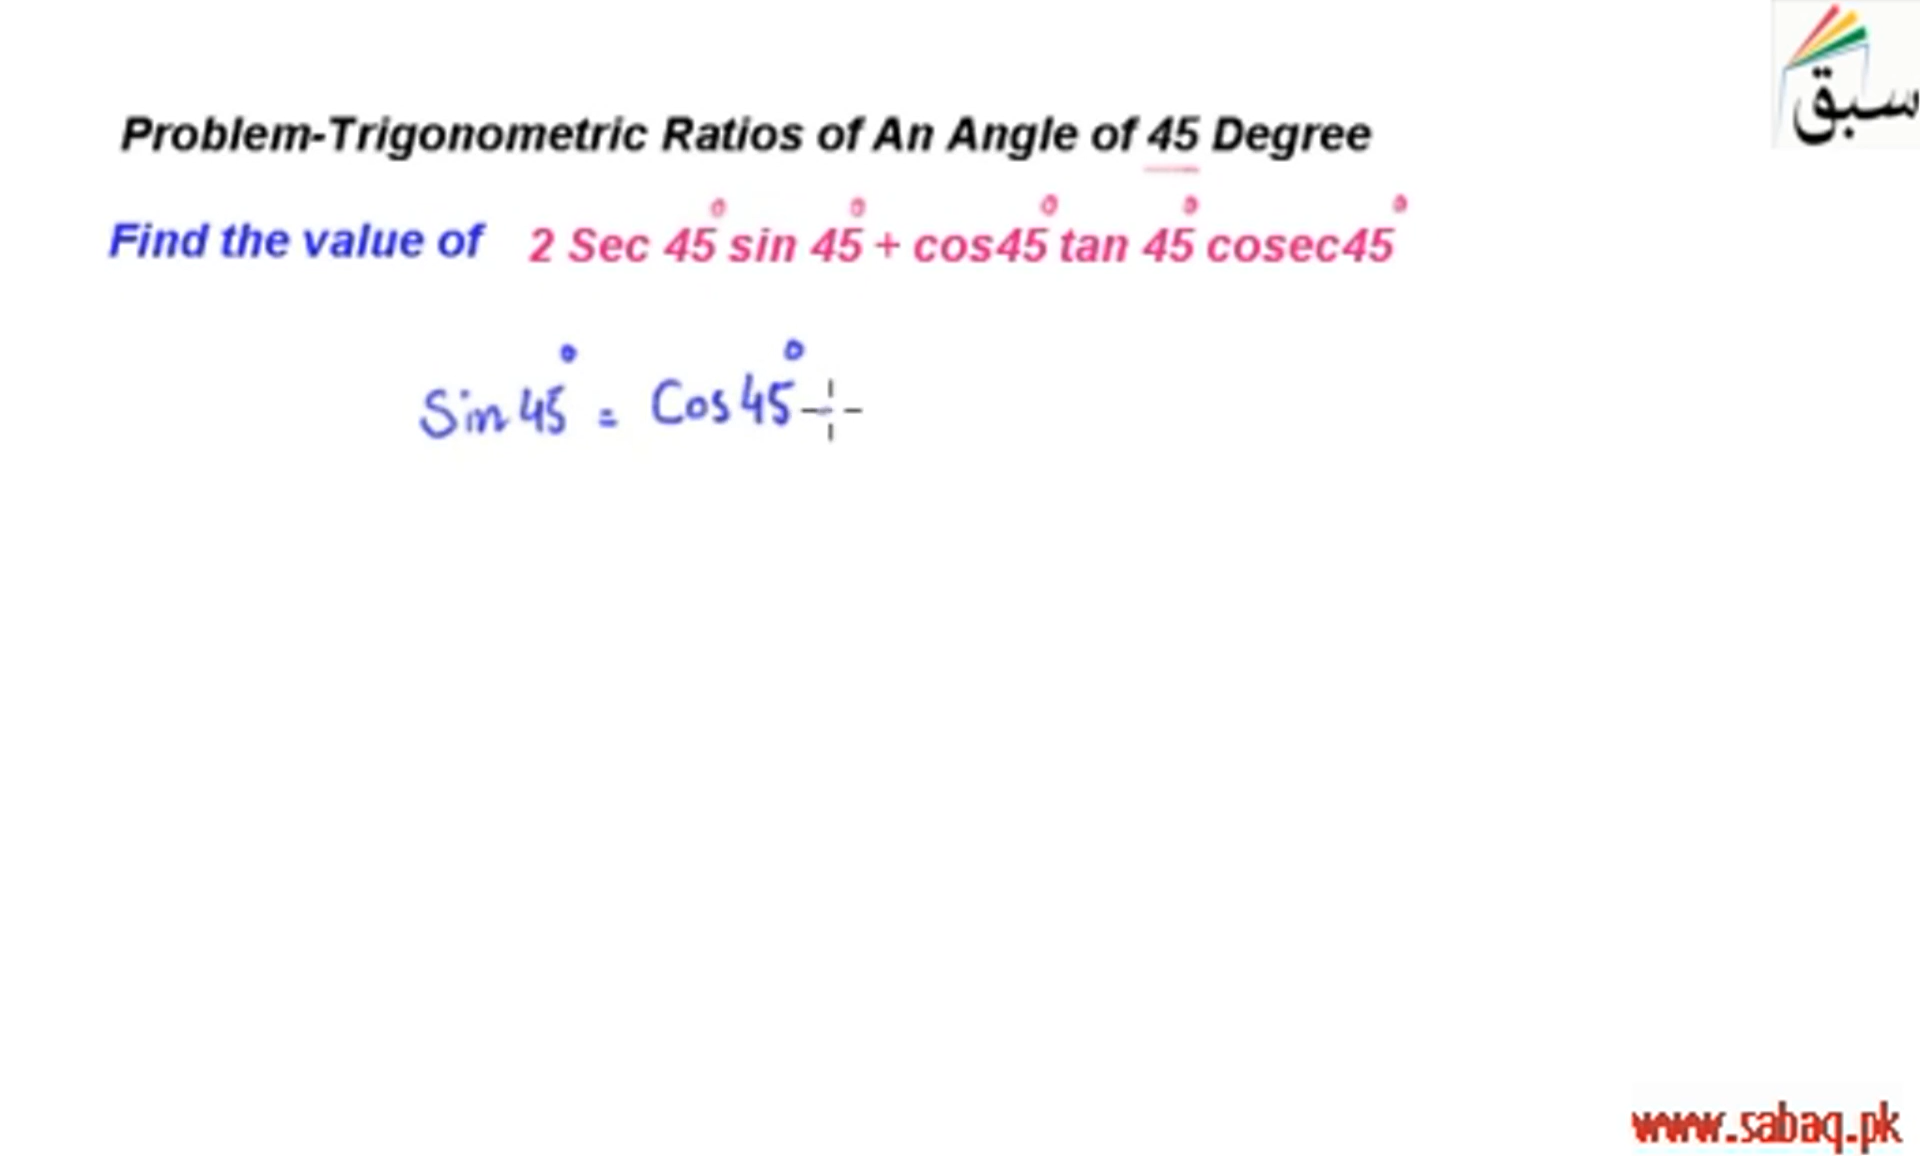 سبق
Problem-Trigonometric Ratios of An Angle of 45 Degree
Find the value of 2 Sec 45° sin 45° + cos45° tan 45° cosec45°
Sin 45° = Cos 45°
www.sabaq.pk